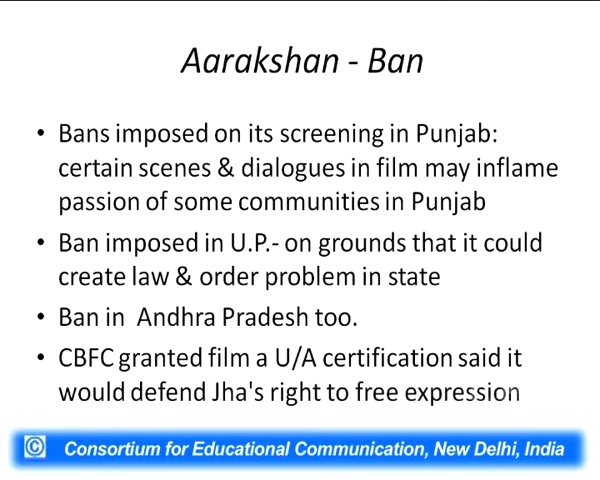 Aarakshan - Ban
• Bans imposed on its screening in Punjab:
certain scenes & dialogues in film may inflame
passion of some communities in Punjab
• Ban imposed in U.P.- on grounds that it could
create law & order problem in state
• Ban in  Andhra Pradesh too.
• CBFC granted film a U/A certification said it
would defend Jha's right to free expression
© Consortium for Educational Communication, New Delhi, India